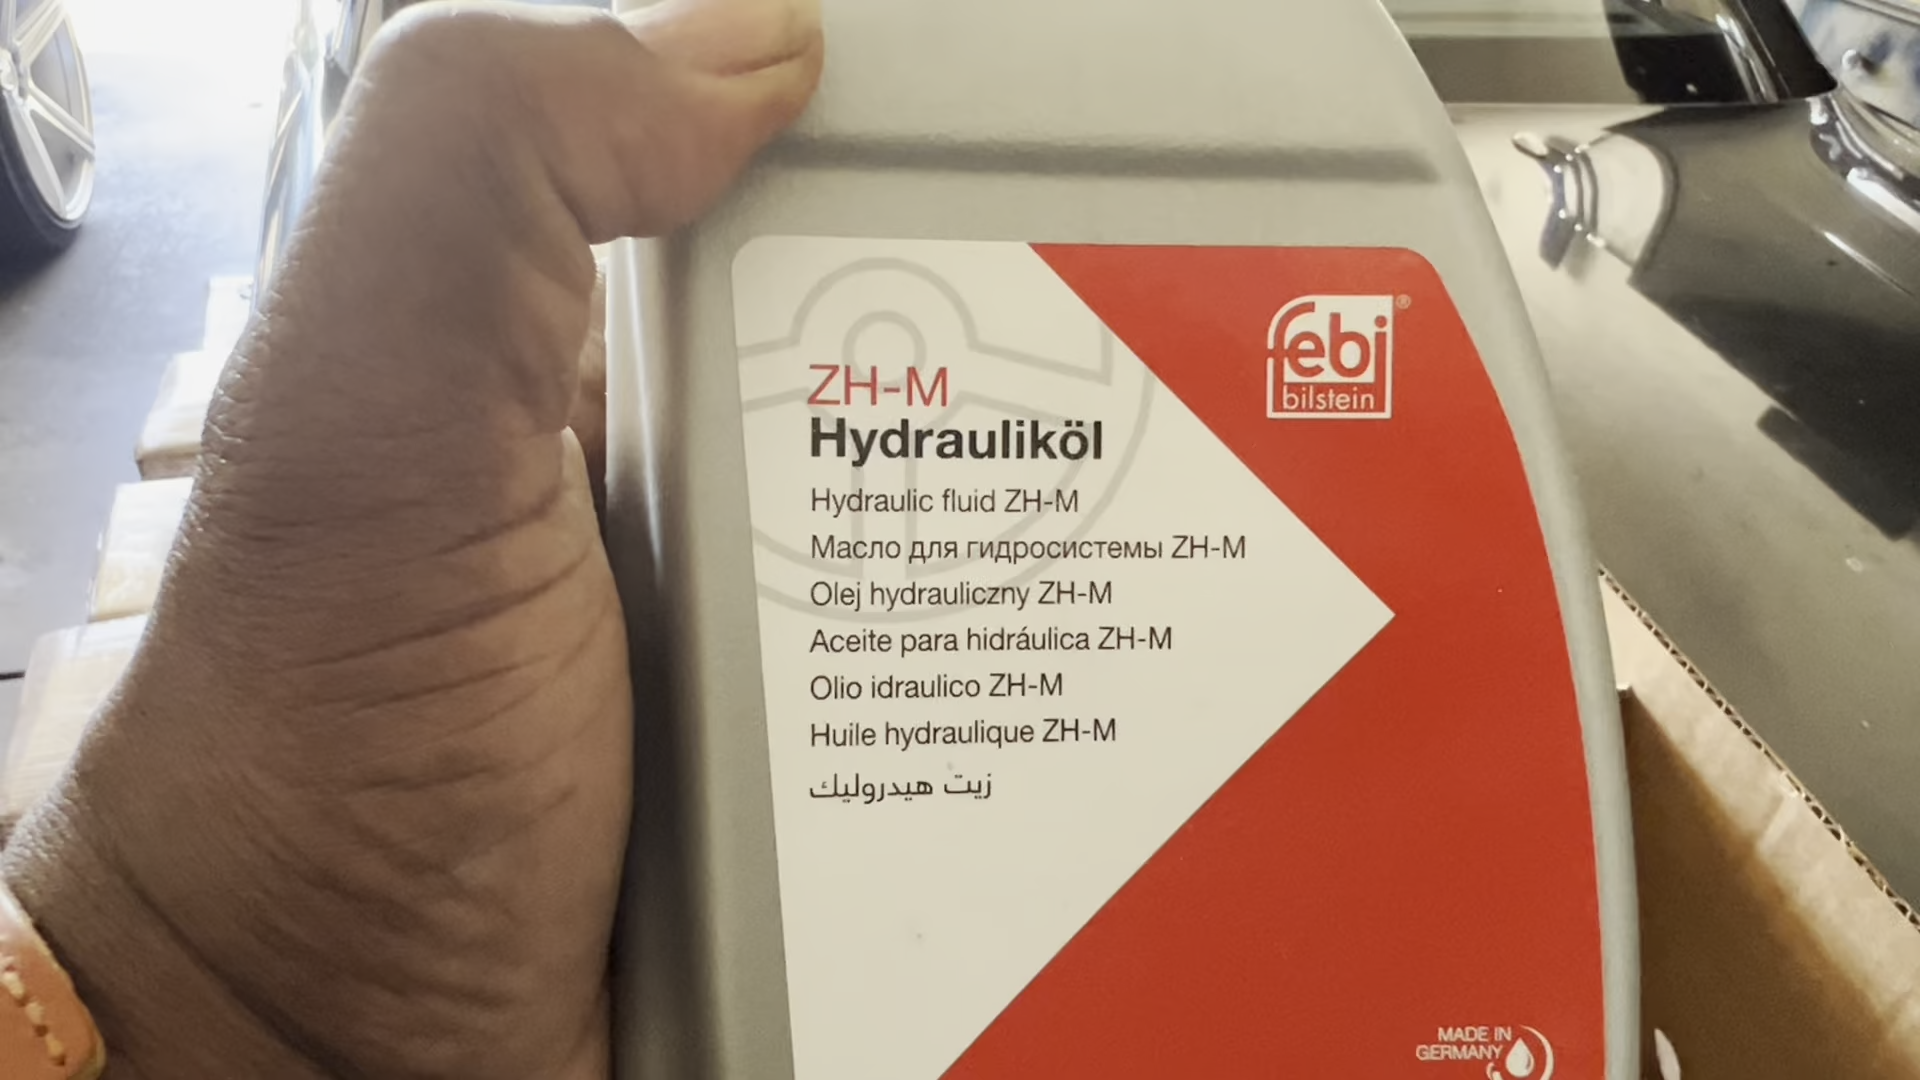 febi®
bilstein
ZH-M
Hydrauliköl
Hydraulic fluid ZH-M
Масло для гидросистемы ZH-M
Olej hydrauliczny ZH-M
Aceite para hidráulica ZH-M
Olio idraulico ZH-M
Huile hydraulique ZH-M
زيت هيدروليك
MADE IN
GERMANY